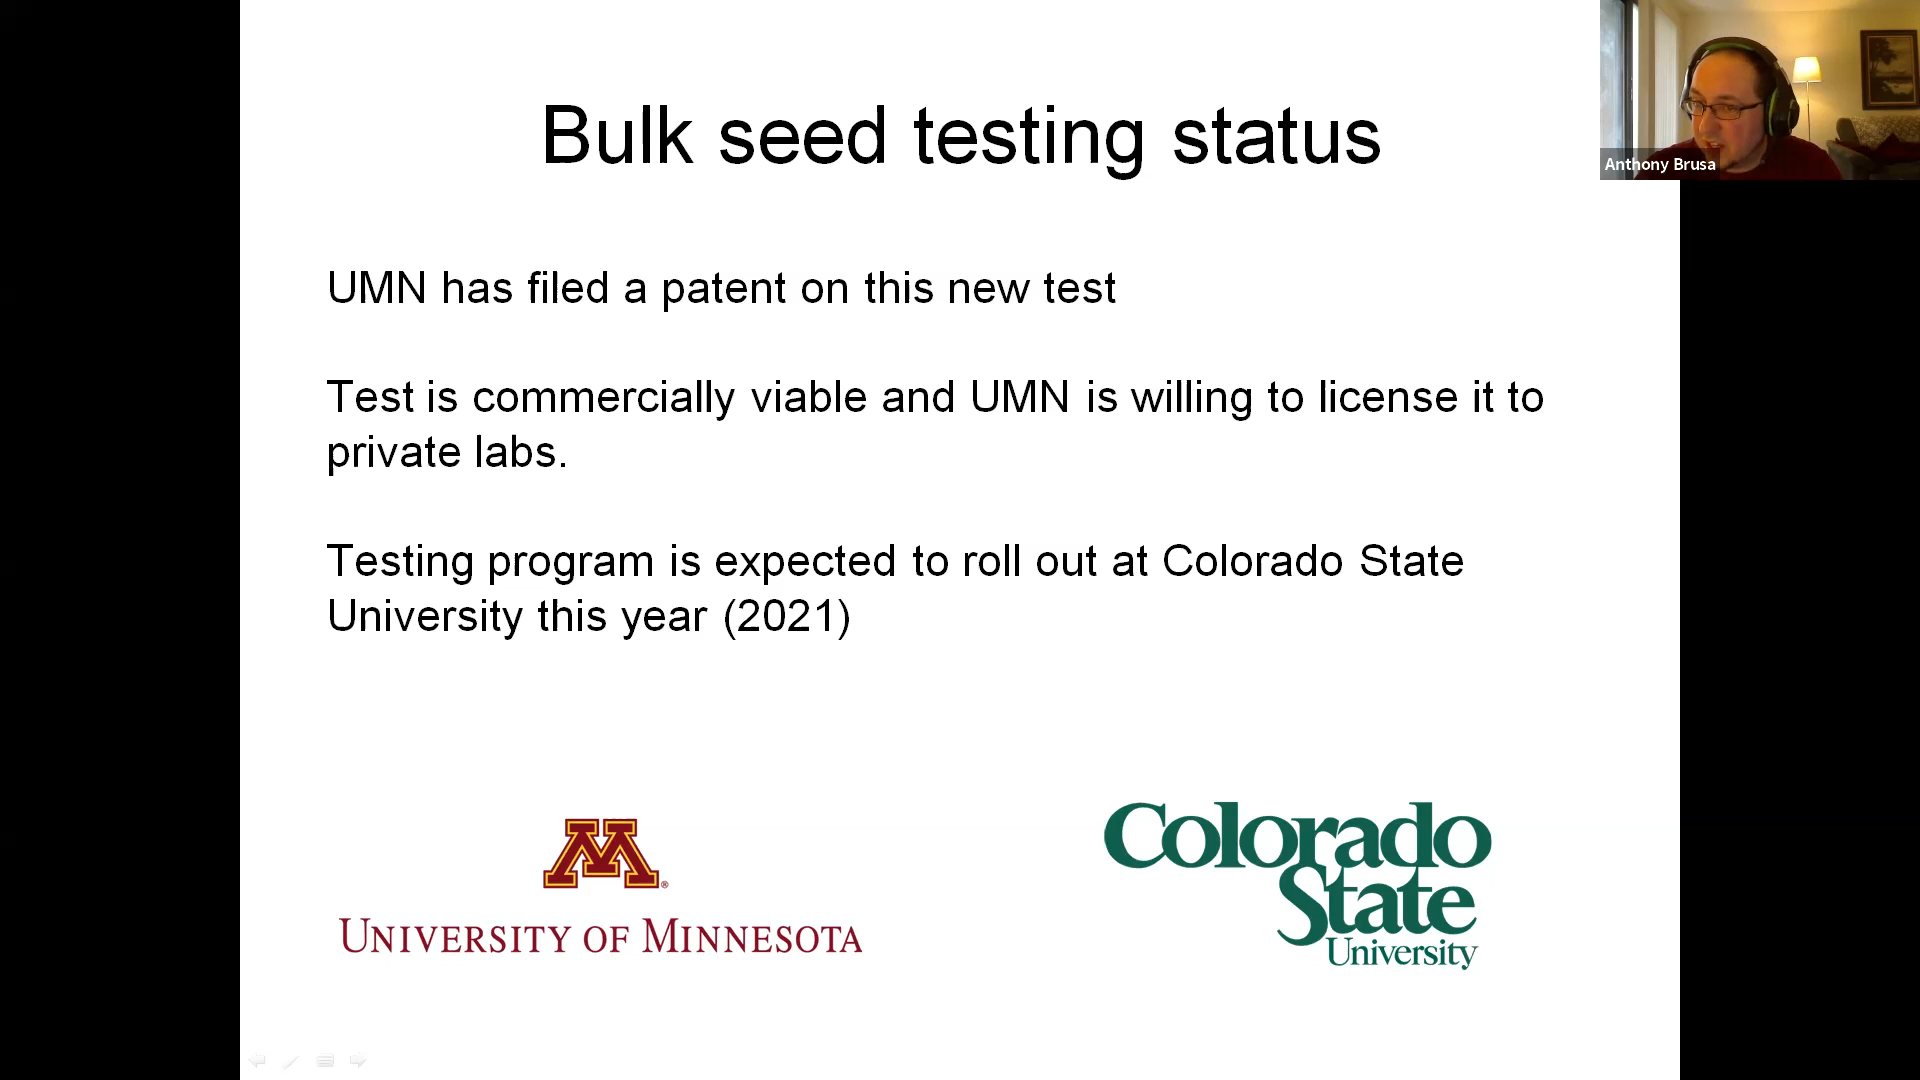 Bulk seed testing status
Anthony Brusa
UMN has filed a patent on this new test
Test is commercially viable and UMN is willing to license it to
private labs.
Testing program is expected to roll out at Colorado State
University this year (2021)
M®
UNIVERSITY OF MINNESOTA
Colorado
State
University